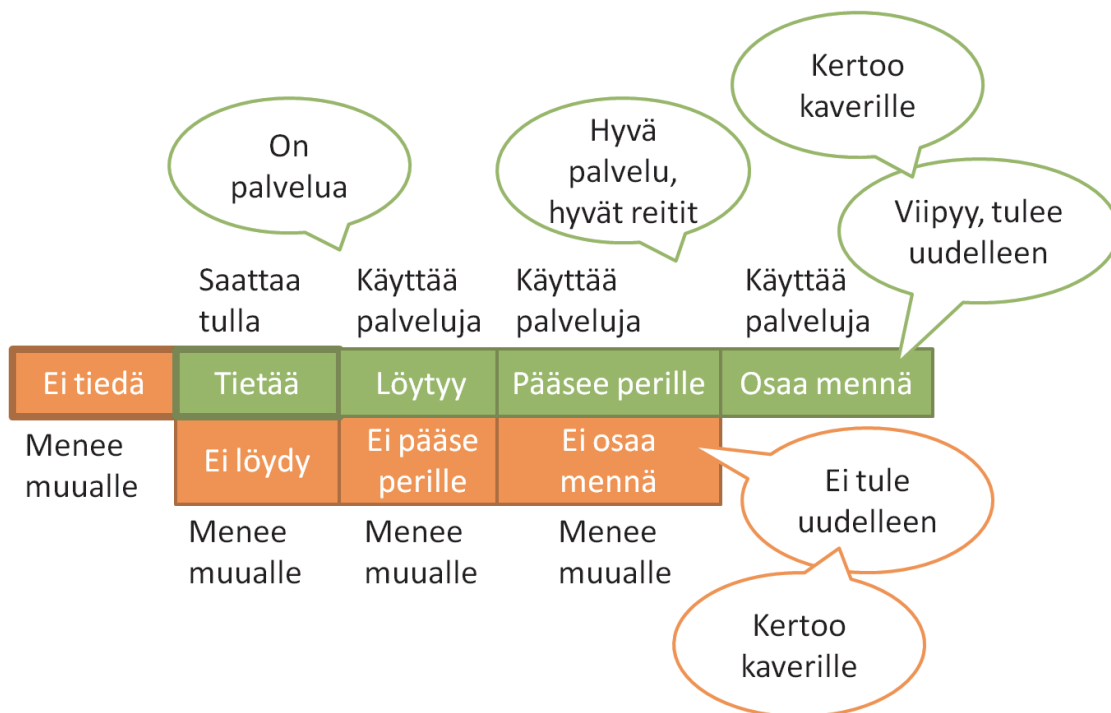 Kertoo
kaverille
On
palvelua
Hyvä
palvelu,
hyvät reitit
Viipyy, tulee
uudelleen
Saattaa
tulla
Käyttää
palveluja
Käyttää
palveluja
Käyttää
palveluja
Ei tiedä
Tietää
Löytyy
Pääsee perille
Osaa mennä
Menee
muualle
Ei löydy
Ei pääse
perille
Ei osaa
mennä
Ei tule
uudelleen
Menee
muualle
Menee
muualle
Menee
muualle
Kertoo
kaverille